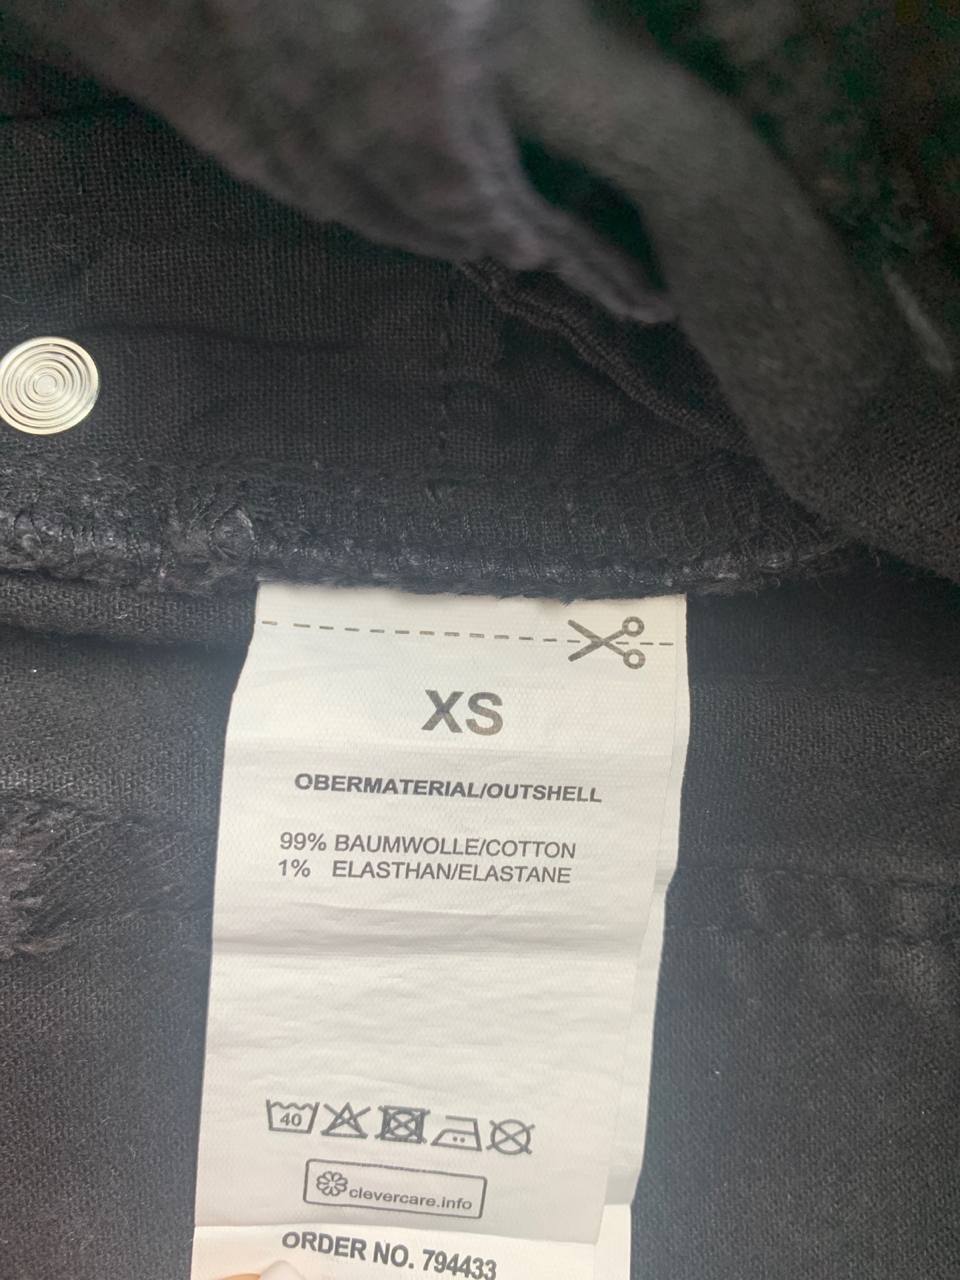 XS
OBERMATERIAL/OUTSHELL
99% BAUMWOLLE/COTTON
1% ELASTHAN/ELASTANE
40
clevercare.info
ORDER NO. 794433